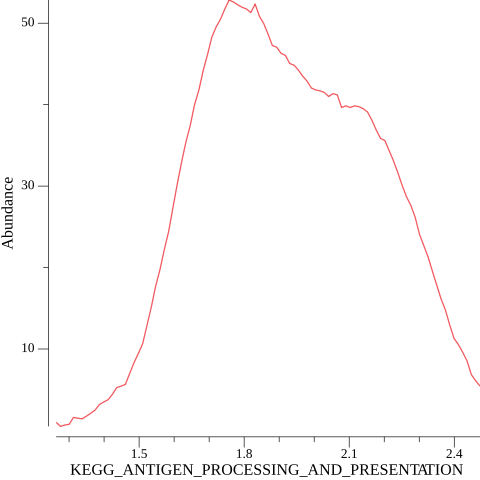 50
30
10
Abundance
1.5 1.8 2.1 2.4
KEGG_ANTIGEN_PROCESSING_AND_PRESENTATION